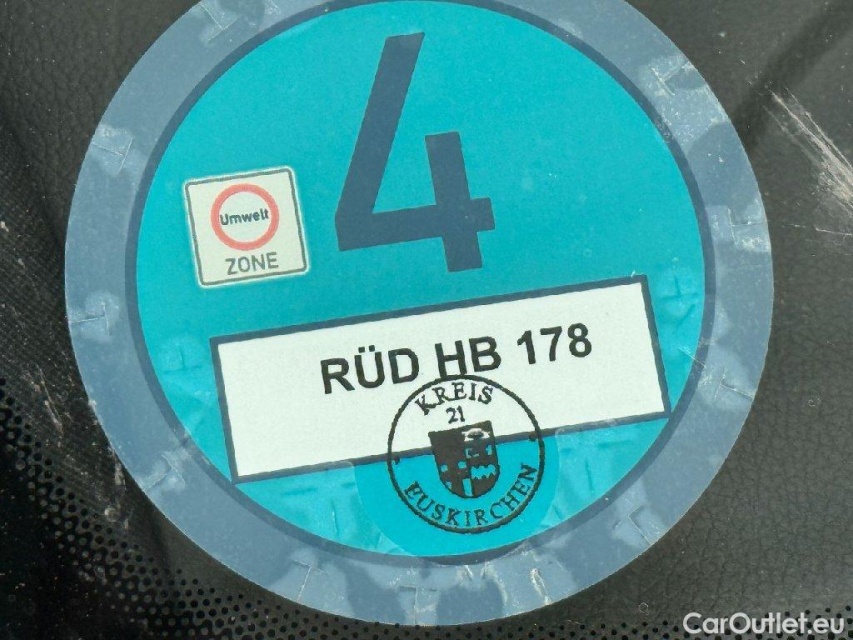 4
Umwelt
ZONE
RÜD HB 178
KREIS
21
EUSKIRCHEN
CarOutlet.eu